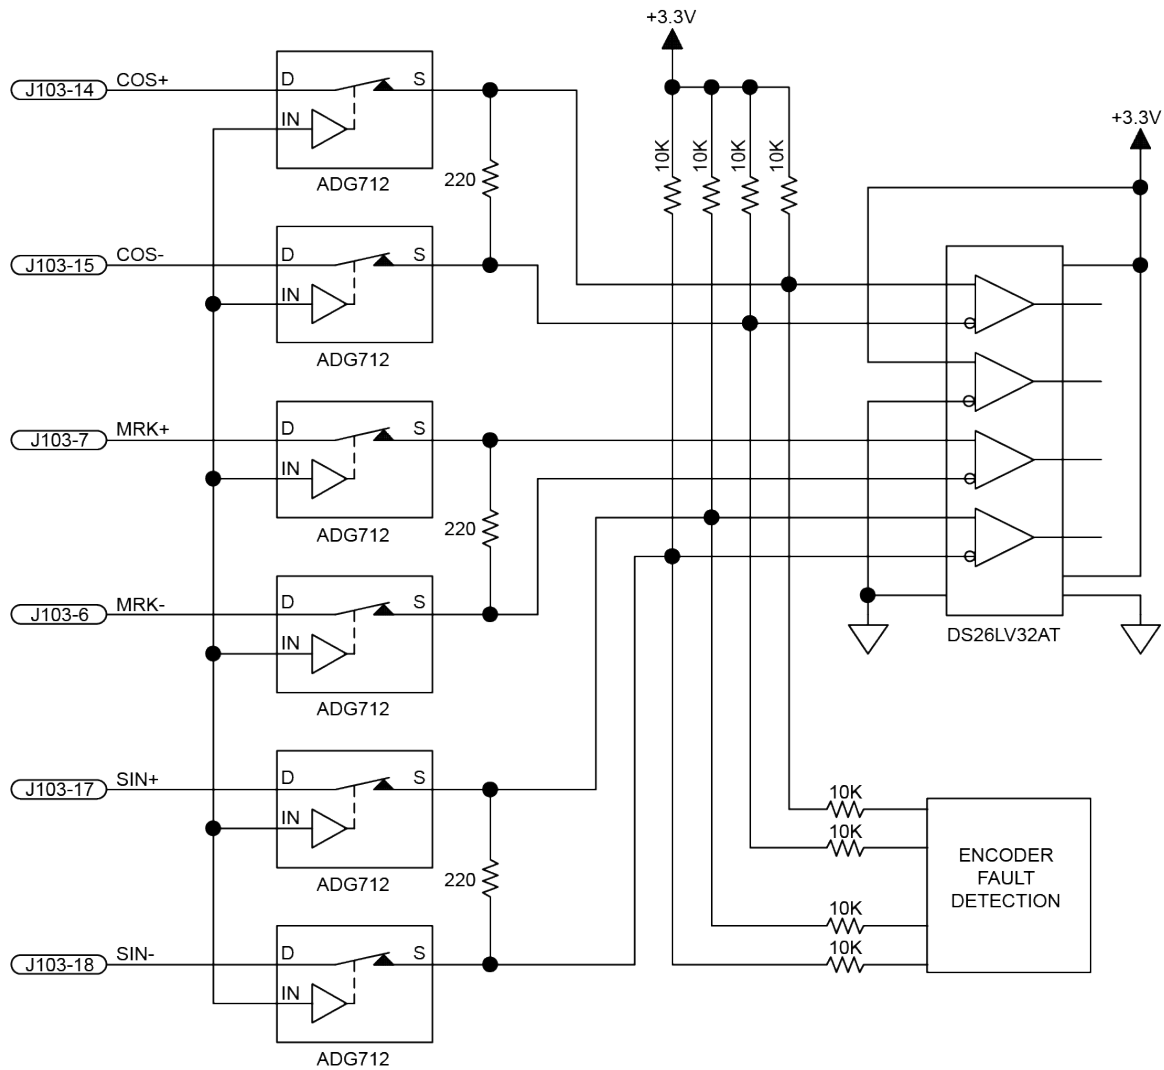 +3.3V
J103-14 COS+
D S
IN
ADG712
220
10K 10K 10K 10K
+3.3V
J103-15 COS-
D S
IN
ADG712
J103-7 MRK+
D S
IN
ADG712
220
J103-6 MRK-
D S
IN
ADG712
DS26LV32AT
J103-17 SIN+
D S
IN
ADG712
220
10K
10K
10K
10K
ENCODER
FAULT
DETECTION
J103-18 SIN-
D S
IN
ADG712